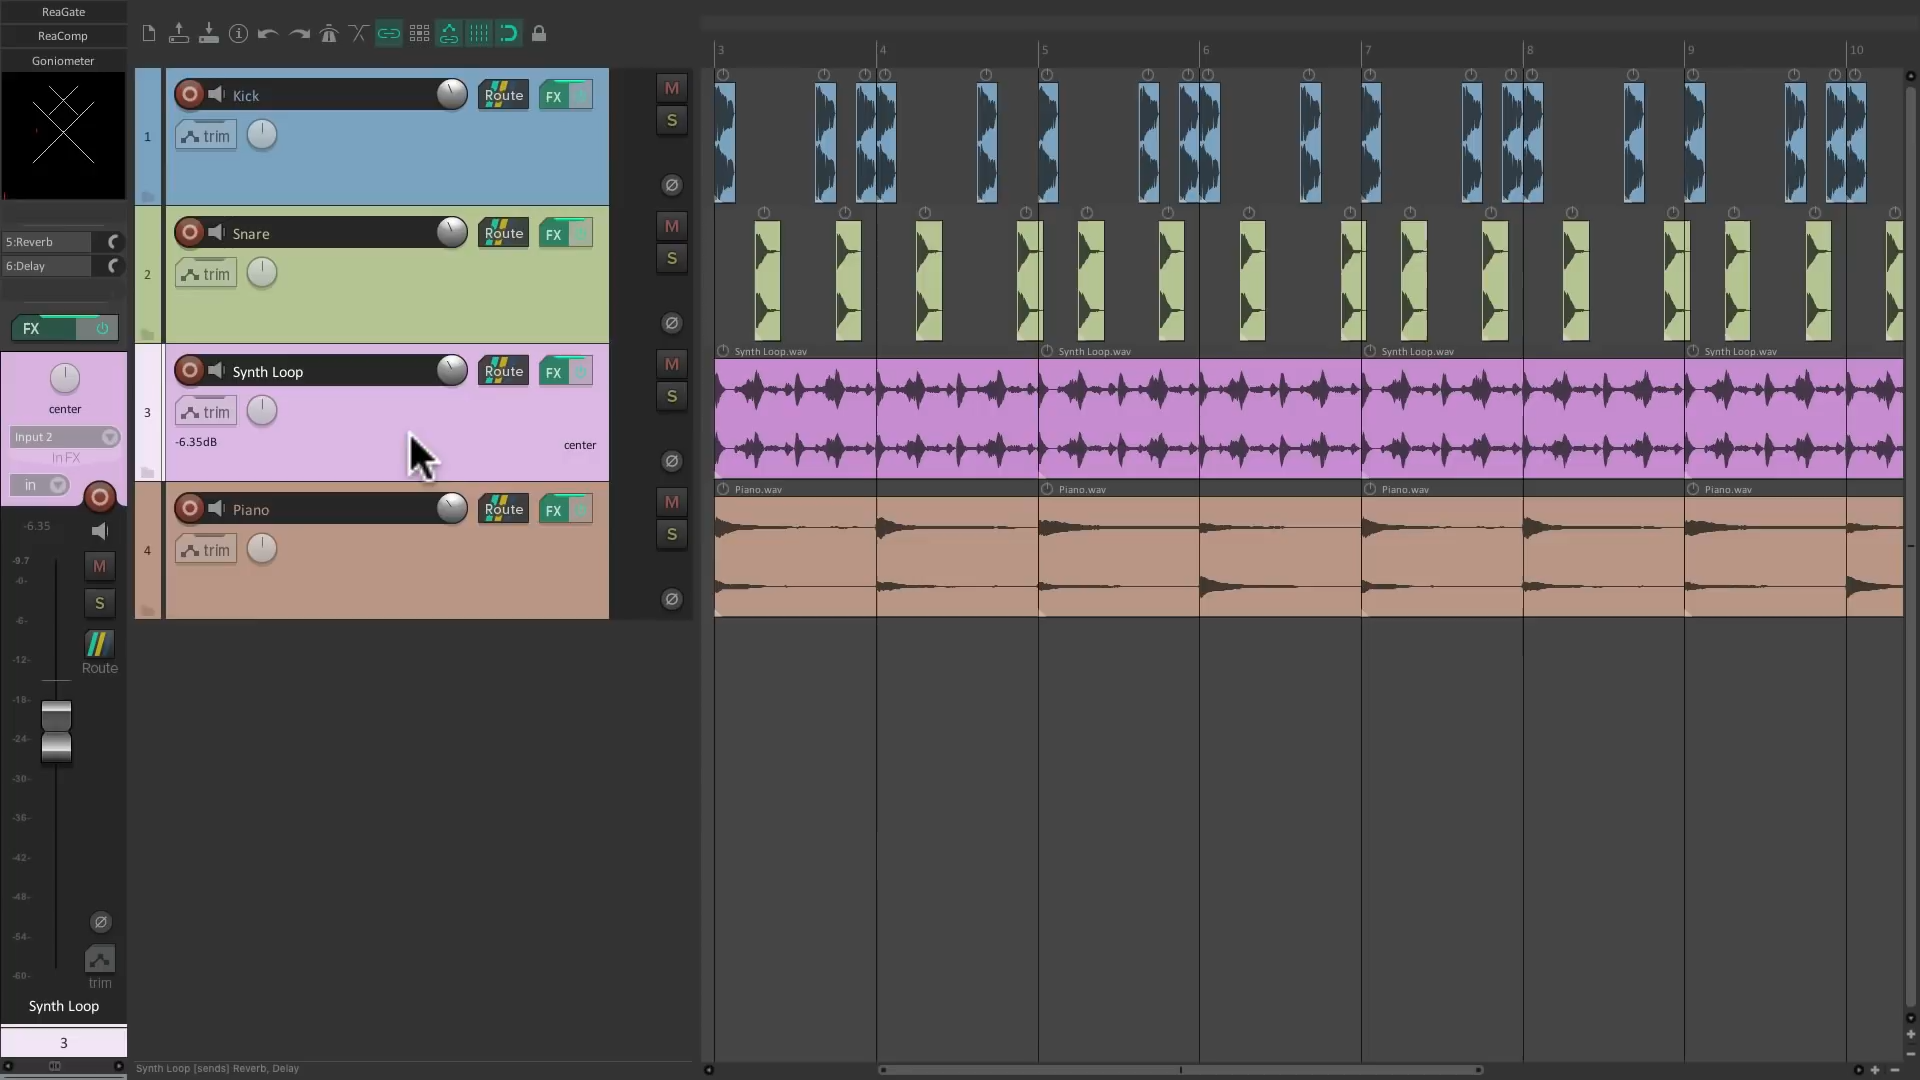 ReaGate
ReaComp
Goniometer
5:Reverb
6:Delay
FX
center
Input 2
In FX
in
-6.35
-9.7
-0-
-6-
-12-
-18-
-24-
-30-
-36-
-42-
-48-
-54-
-60-
M
S
Route
trim
Synth Loop
3
1
Kick
Route
FX
trim
M
S
2
Snare
Route
FX
trim
M
S
3
Synth Loop
Route
FX
trim
-6.35dB
center
M
S
4
Piano
Route
FX
trim
M
S
3 4 5 6 7 8 9 10
Synth Loop.wav Synth Loop.wav Synth Loop.wav Synth Loop.wav
Piano.wav Piano.wav Piano.wav Piano.wav
Synth Loop [sends] Reverb, Delay